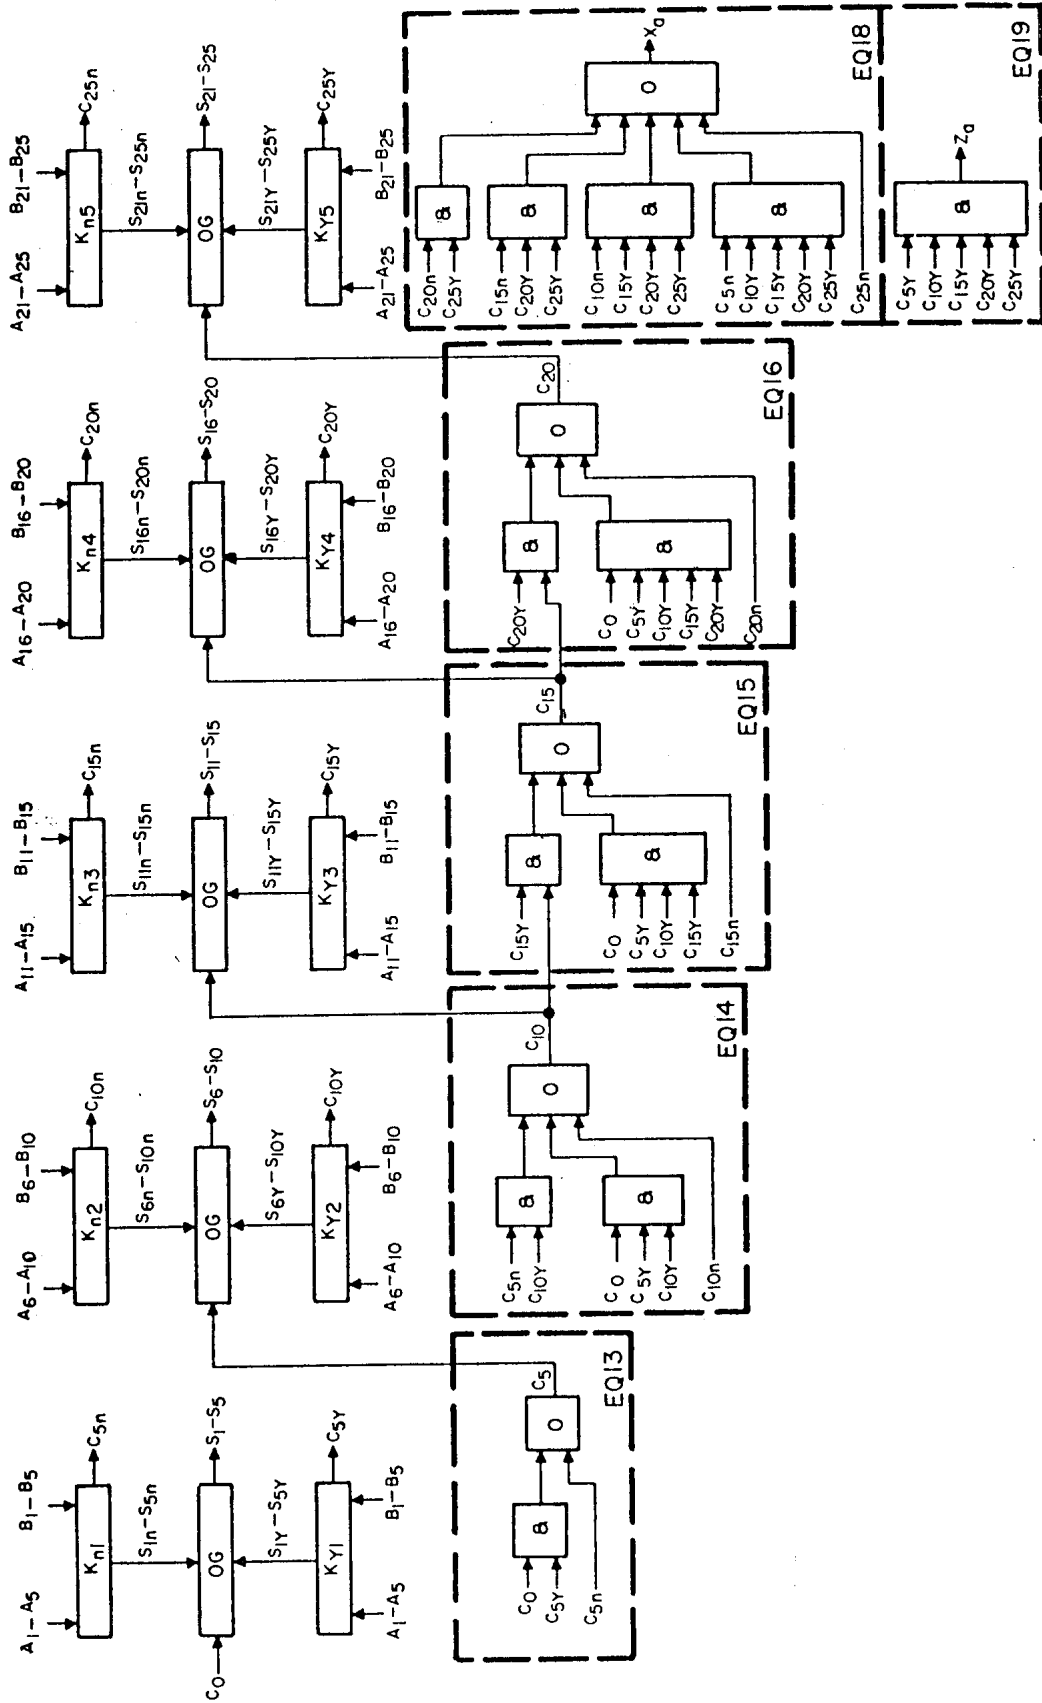 A1–A5 B1–B5
Kn1
C5n
S1n–S5n
C0
OG
S1–S5
S1Y–S5Y
KY1
C5Y
A1–A5 B1–B5
A6–A10 B6–B10
Kn2
C10n
S6n–S10n
OG
S6–S10
S6Y–S10Y
KY2
C10Y
A6–A10 B6–B10
A11–A15 B11–B15
Kn3
C15n
S11n–S15n
OG
S11–S15
S11Y–S15Y
KY3
C15Y
A11–A15 B11–B15
A16–A20 B16–B20
Kn4
C20n
S16n–S20n
OG
S16–S20
S16Y–S20Y
KY4
C20Y
A16–A20 B16–B20
A21–A25 B21–B25
Kn5
C25n
S21n–S25n
OG
S21–S25
S21Y–S25Y
KY5
C25Y
A21–A25 B21–B25
C0
C5Y
&
C5n
O
C5
EQ13
C5n
C10Y
&
C0
C5Y
C10Y
&
C10n
O
C10
EQ14
C15Y
&
C0
C5Y
C10Y
C15Y
&
C15n
O
C15
EQ15
C20Y
&
C0
C5Y
C10Y
C15Y
C20Y
&
C20n
O
C20
EQ16
C20n
C25Y
&
C15n
C20Y
C25Y
&
C10n
C15Y
C20Y
C25Y
&
C5n
C10Y
C15Y
C20Y
C25Y
&
C25n
O
Xa
EQ18
C5Y
C10Y
C15Y
C20Y
C25Y
&
Za
EQ19